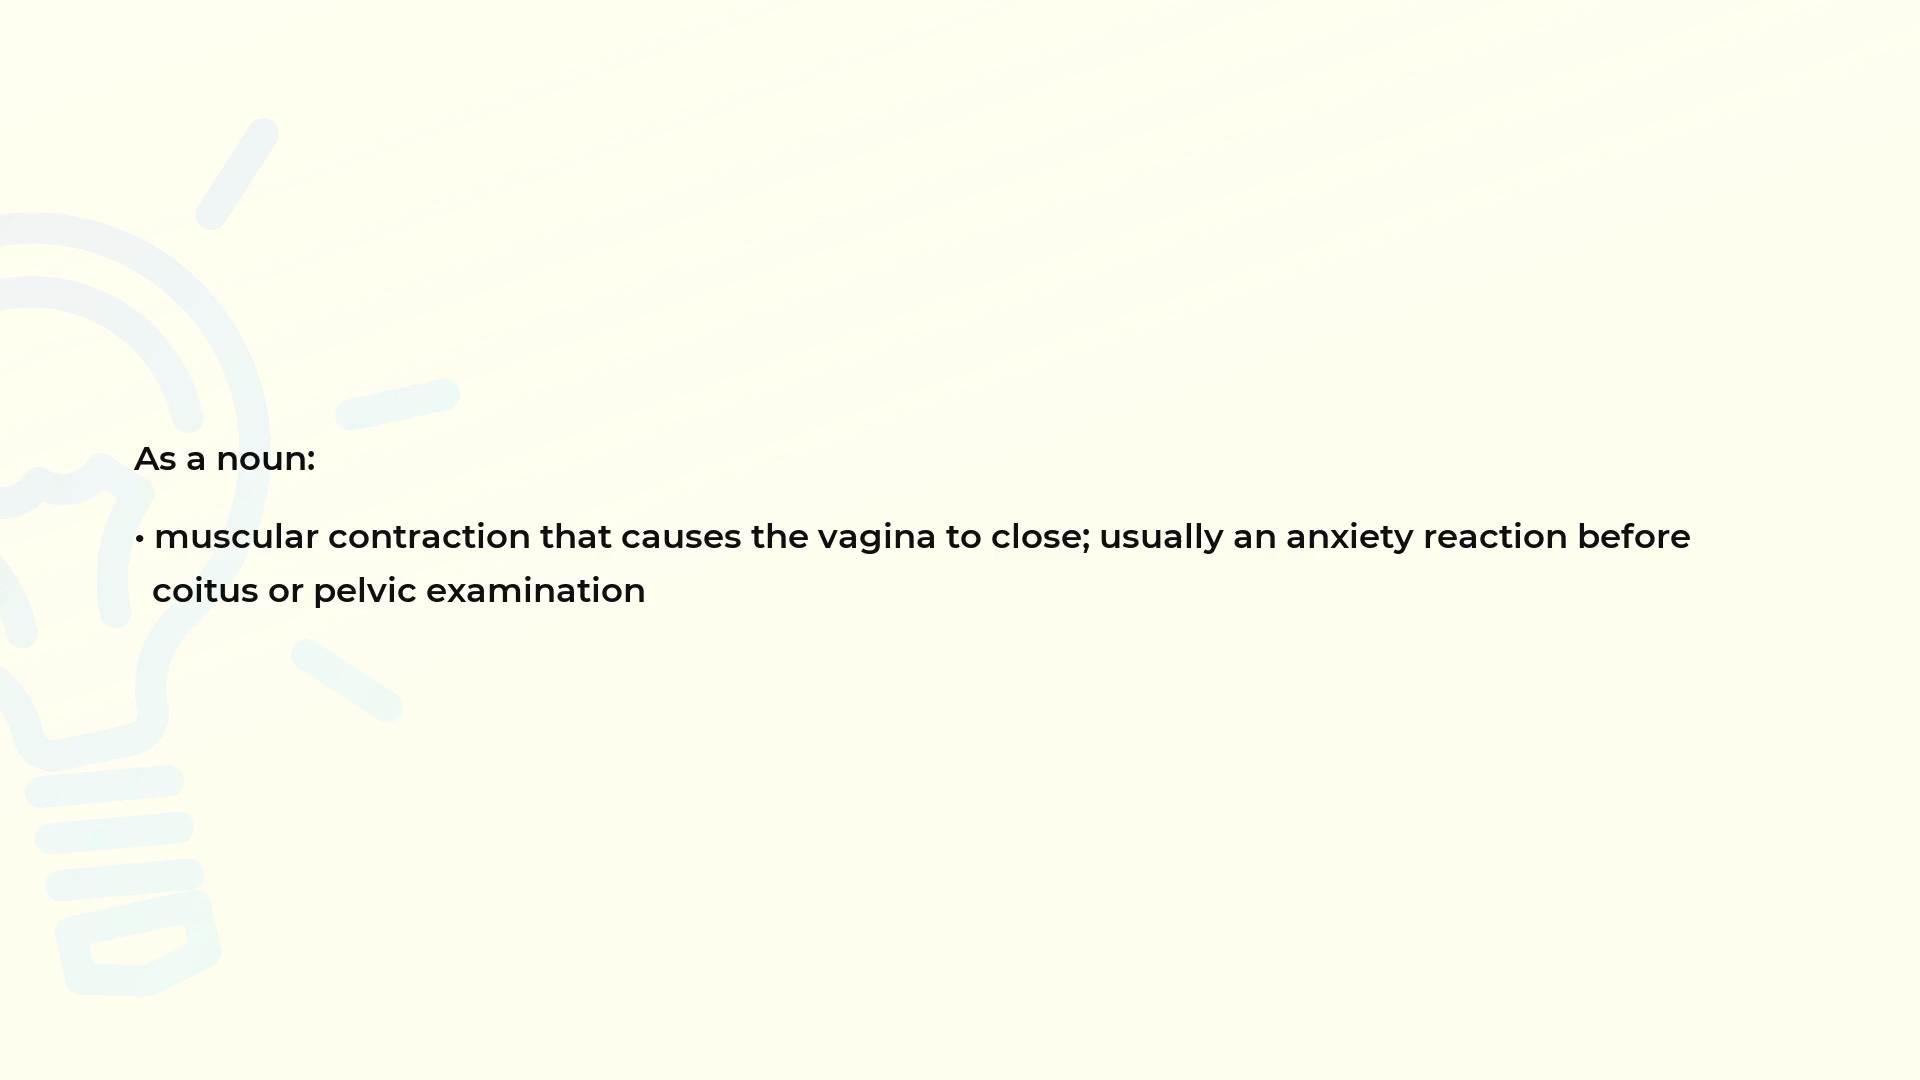 As a noun:
• muscular contraction that causes the vagina to close; usually an anxiety reaction before
coitus or pelvic examination